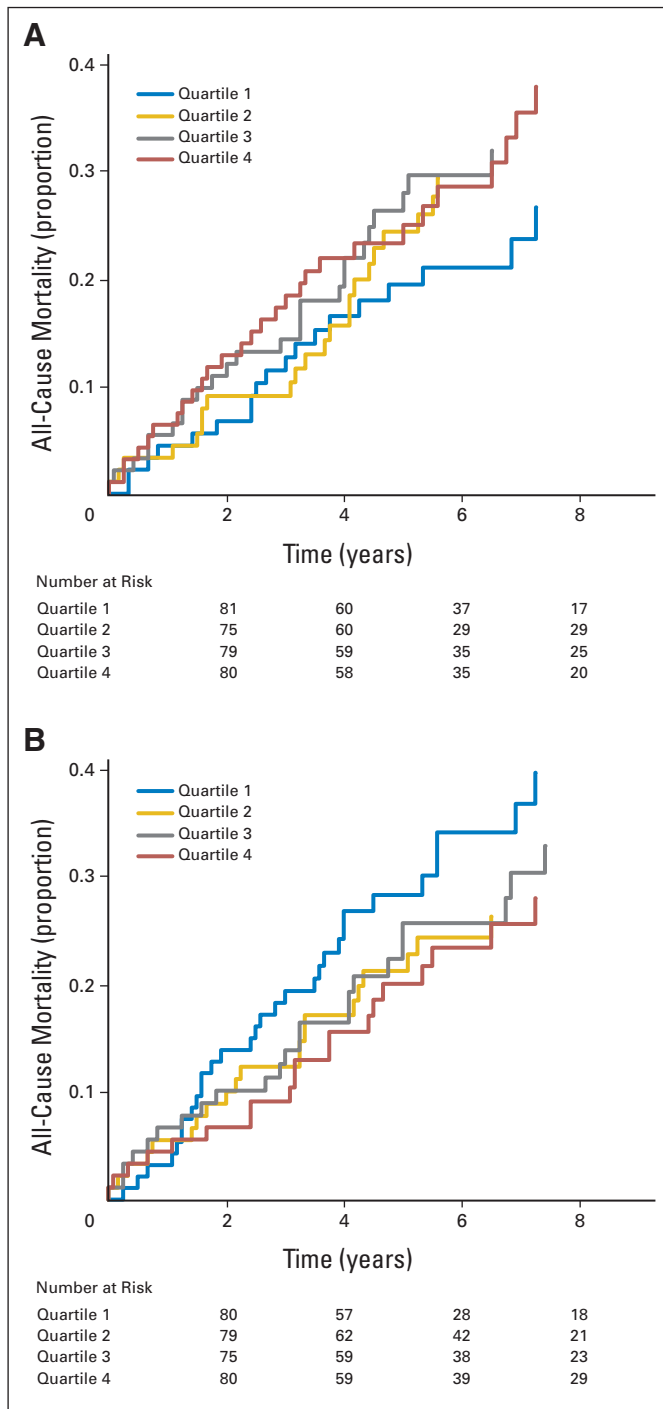 A
0.4
0.3
0.2
0.1
All-Cause Mortality (proportion)
Quartile 1
Quartile 2
Quartile 3
Quartile 4
0 2 4 6 8
Time (years)
Number at Risk
Quartile 1 81 60 37 17
Quartile 2 75 60 29 29
Quartile 3 79 59 35 25
Quartile 4 80 58 35 20
B
0.4
0.3
0.2
0.1
All-Cause Mortality (proportion)
Quartile 1
Quartile 2
Quartile 3
Quartile 4
0 2 4 6 8
Time (years)
Number at Risk
Quartile 1 80 57 28 18
Quartile 2 79 62 42 21
Quartile 3 75 59 38 23
Quartile 4 80 59 39 29